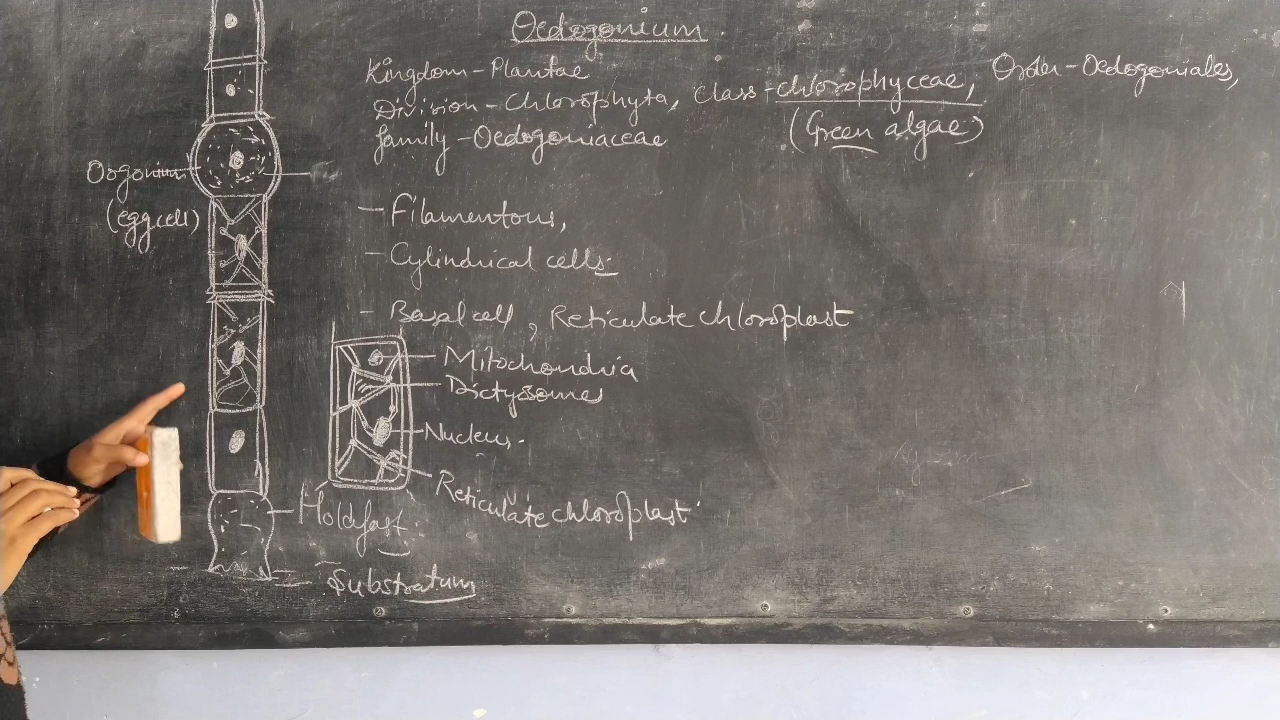 Oedogonium.
Kingdom - Plantae
Division - Chlorophyta, Class - chlorophyceae, Order - Oedogoniales,
(Green algae)
family - Oedogoniaceae
Oogonium
(egg cell)
- Filamentous,
- Cylindrical cells.
- Basal cell, Reticulate chloroplast
Mitochondria
Dictyosomes
Nucleus.
Reticulate chloroplast
Holdfast.
Substratum